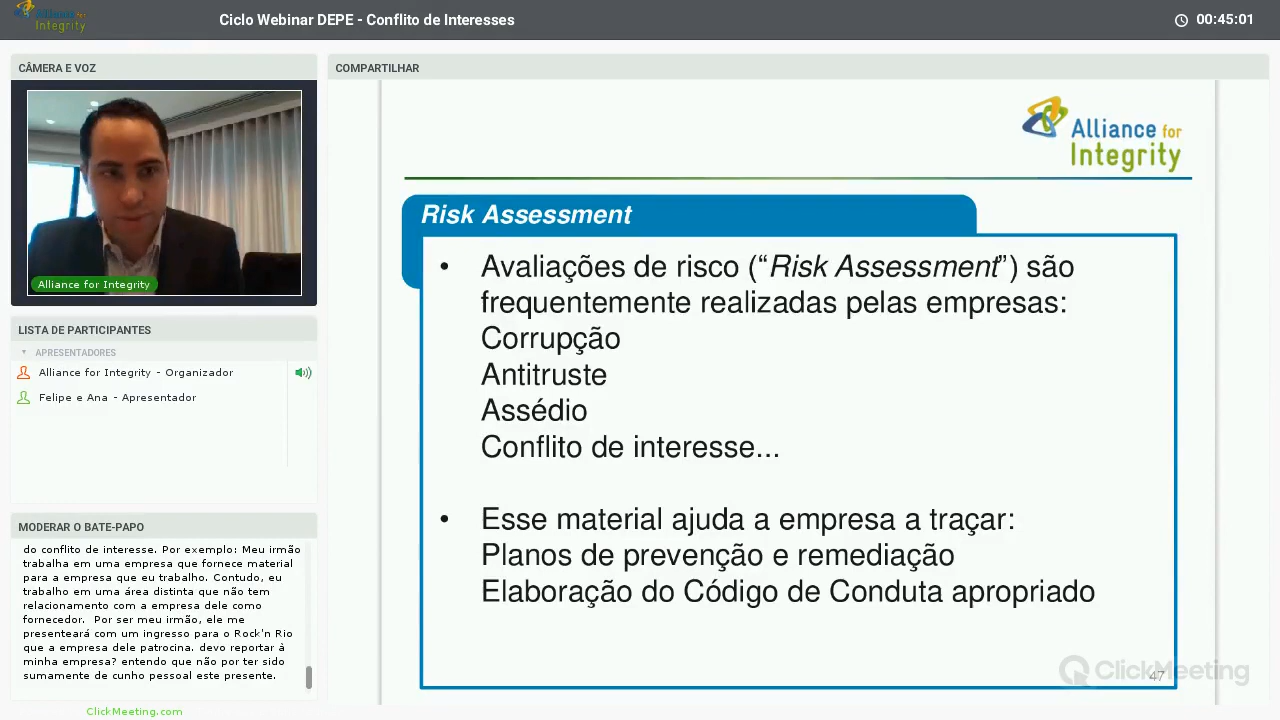 Alliance for
Integrity
Ciclo Webinar DEPE - Conflito de Interesses
00:45:01
CÂMERA E VOZ
Alliance for Integrity
LISTA DE PARTICIPANTES
APRESENTADORES
Alliance for Integrity - Organizador
Felipe e Ana - Apresentador
MODERAR O BATE-PAPO
do conflito de interesse. Por exemplo: Meu irmão
trabalha em uma empresa que fornece material
para a empresa que eu trabalho. Contudo, eu
trabalho em uma área distinta que não tem
relacionamento com a empresa dele como
fornecedor. Por ser meu irmão, ele me
presenteará com um ingresso para o Rock'n Rio
que a empresa dele patrocina. devo reportar à
minha empresa? entendo que não por ter sido
sumamente de cunho pessoal este presente.
ClickMeeting.com
COMPARTILHAR
Alliance for
Integrity
Risk Assessment
• Avaliações de risco (“Risk Assessment”) são
frequentemente realizadas pelas empresas:
Corrupção
Antitruste
Assédio
Conflito de interesse...
• Esse material ajuda a empresa a traçar:
Planos de prevenção e remediação
Elaboração do Código de Conduta apropriado
ClickMeeting
47